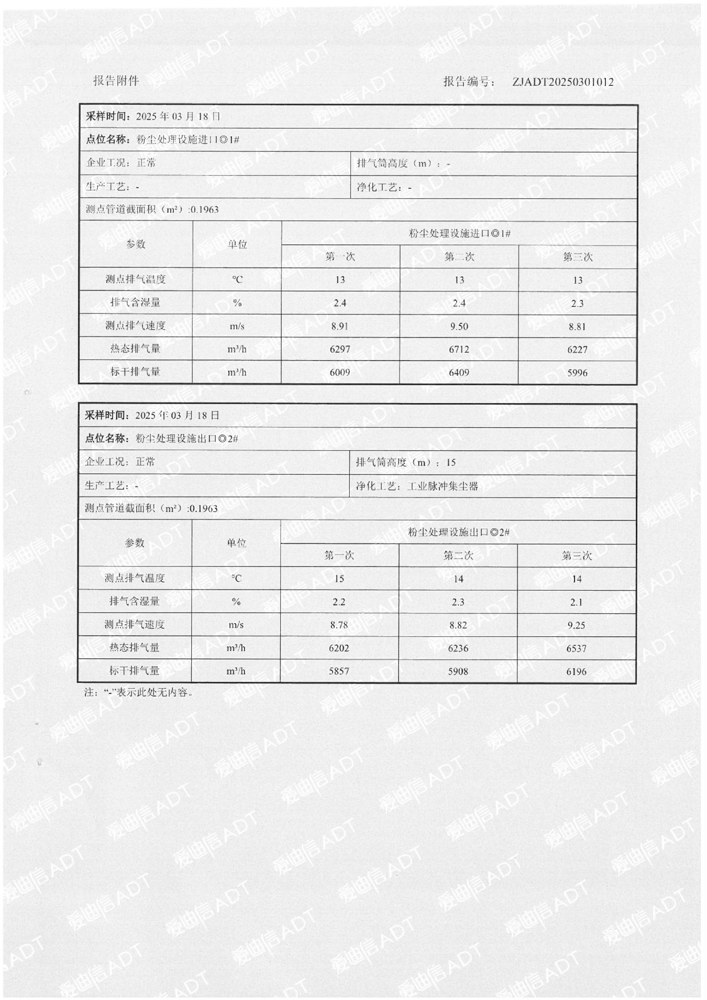 报告附件 报告编号： ZJADT20250301012
采样时间：2025 年 03 月 18 日
点位名称：粉尘处理设施进口◎1#
企业工况：正常 排气筒高度（m）：-
生产工艺：- 净化工艺：-
测点管道截面积（m²）:0.1963
参数 单位 粉尘处理设施进口◎1#
第一次 第二次 第三次
测点排气温度 ℃ 13 13 13
排气含湿量 % 2.4 2.4 2.3
测点排气速度 m/s 8.91 9.50 8.81
热态排气量 m³/h 6297 6712 6227
标干排气量 m³/h 6009 6409 5996
采样时间：2025 年 03 月 18 日
点位名称：粉尘处理设施出口◎2#
企业工况：正常 排气筒高度（m）：15
生产工艺：- 净化工艺：工业脉冲集尘器
测点管道截面积（m²）:0.1963
参数 单位 粉尘处理设施出口◎2#
第一次 第二次 第三次
测点排气温度 ℃ 15 14 14
排气含湿量 % 2.2 2.3 2.1
测点排气速度 m/s 8.78 8.82 9.25
热态排气量 m³/h 6202 6236 6537
标干排气量 m³/h 5857 5908 6196
注：“-”表示此处无内容。
爱迪信 ADT